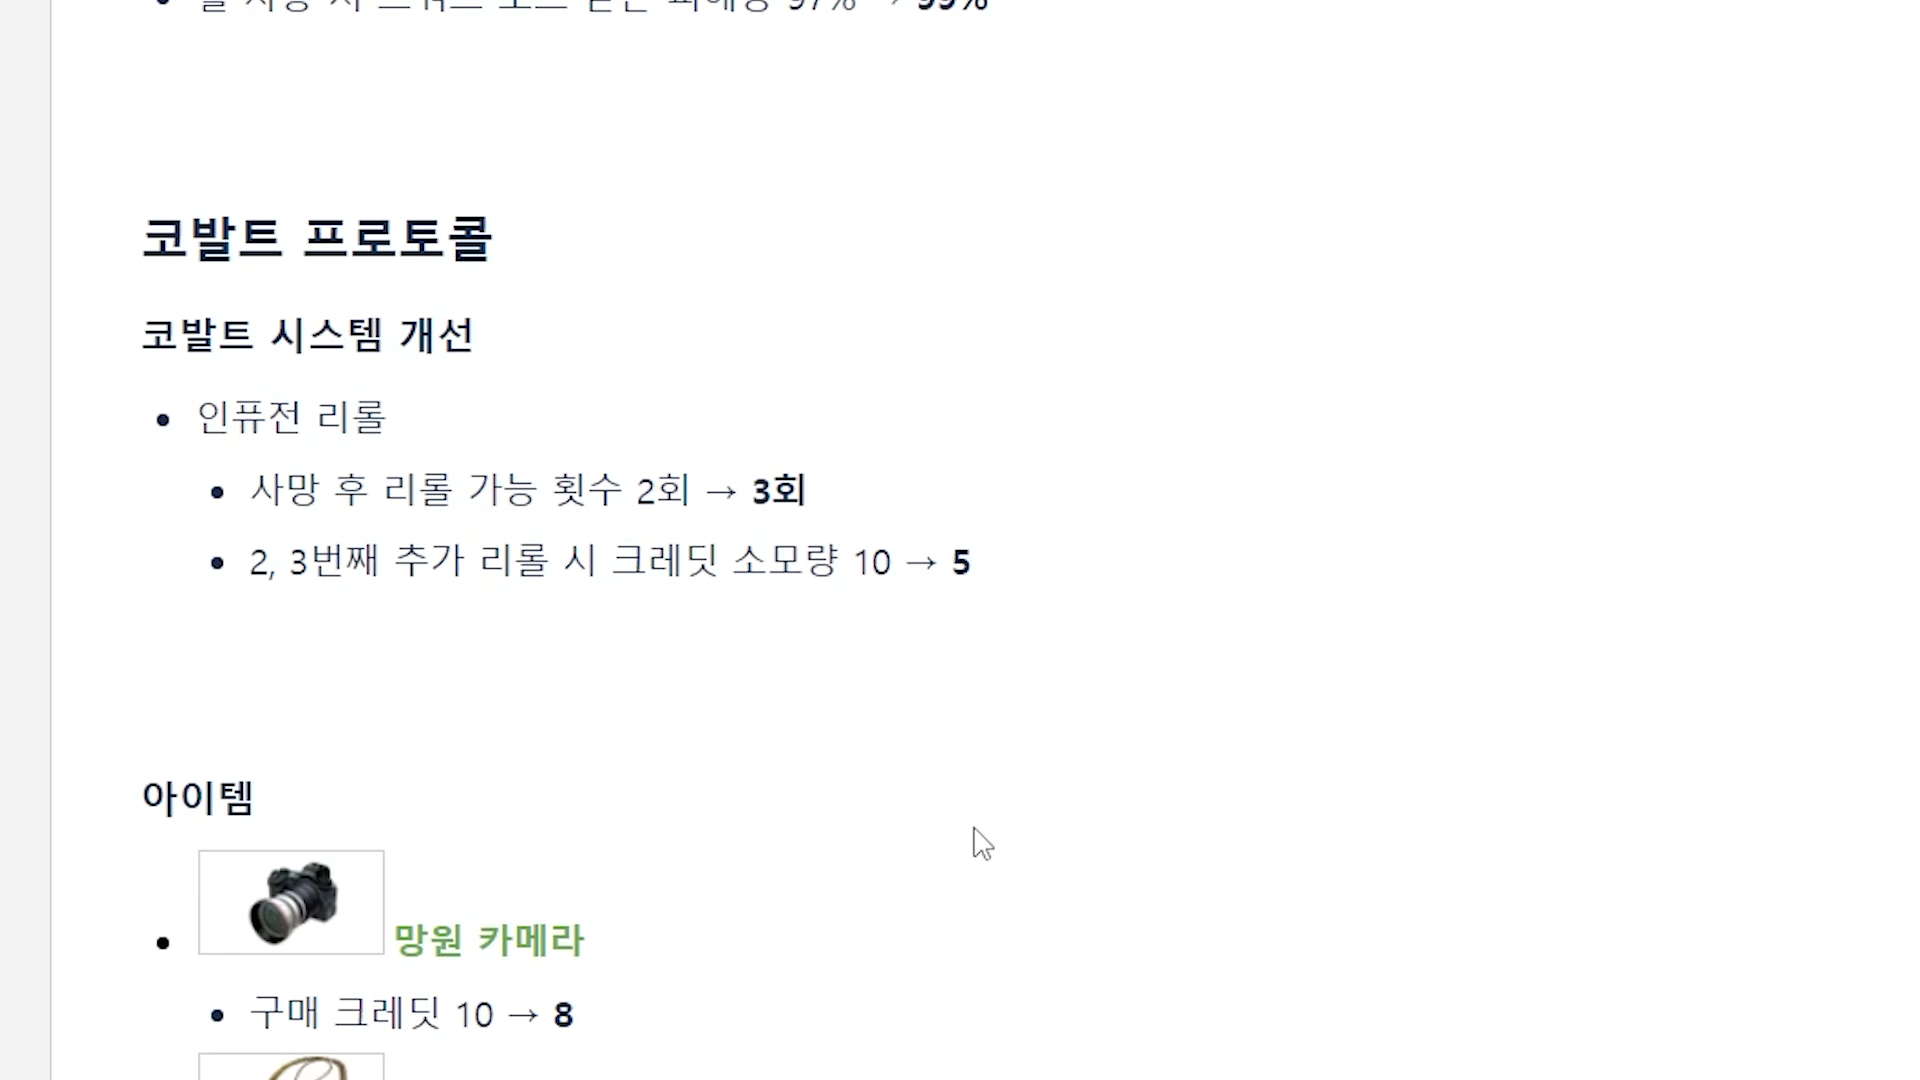 97% → 99%
코발트 프로토콜
코발트 시스템 개선
인퓨전 리롤
사망 후 리롤 가능 횟수 2회 → 3회
2, 3번째 추가 리롤 시 크레딧 소모량 10 → 5
아이템
망원 카메라
구매 크레딧 10 → 8